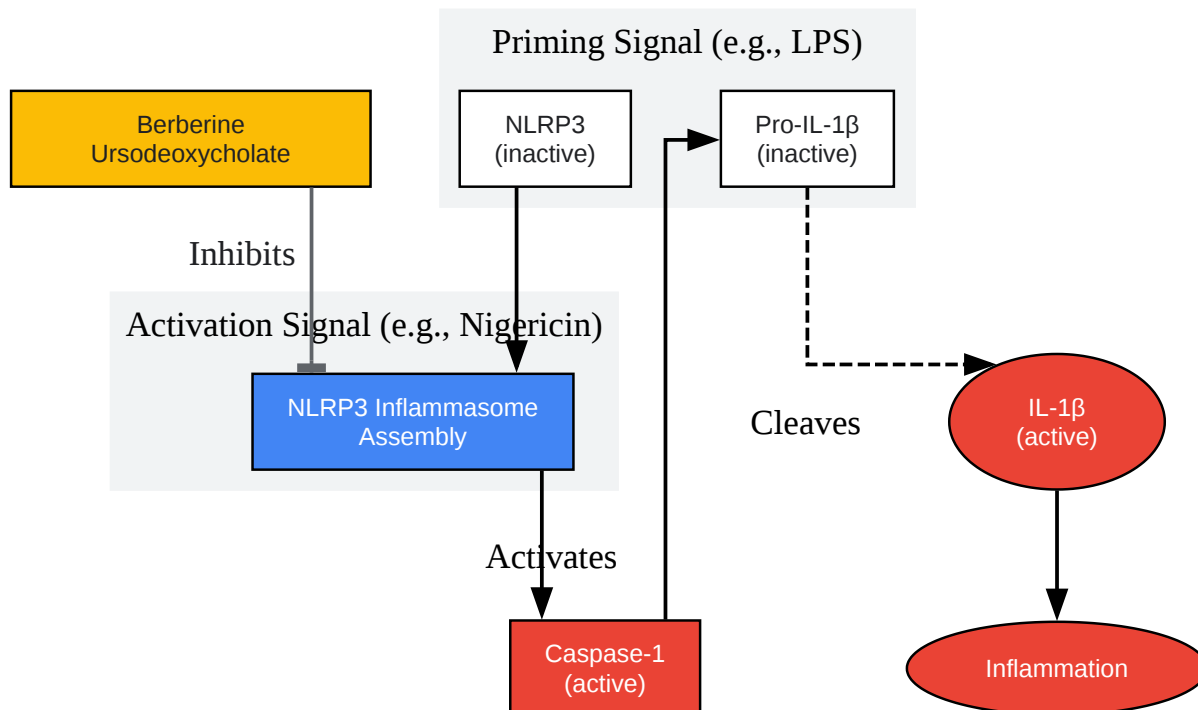 Priming Signal (e.g., LPS)
Berberine
Ursodeoxycholate
NLRP3
(inactive)
Pro-IL-1β
(inactive)
Inhibits
Activation Signal (e.g., Nigericin)
NLRP3 Inflammasome
Assembly
Cleaves
IL-1β
(active)
Activates
Caspase-1
(active)
Inflammation